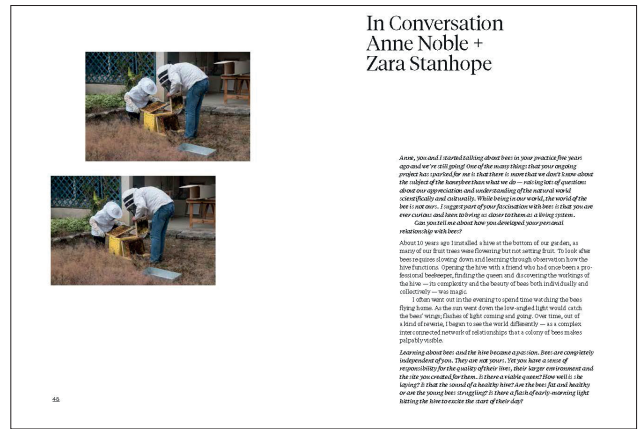 In Conversation
Anne Noble +
Zara Stanhope
Anne, you and I started talking about bees in your practice five years
ago and we're still going! One of the many things that your ongoing
project has sparked for me is that there is more that we don't know about
the subject of the honeybee than what we do — raising lots of questions
about our appreciation and understanding of the natural world
scientifically and culturally. While being in our world, the world of the
bee is not ours. I suggest part of your fascination with bees is that you are
ever curious and keen to bring us closer to them as a living system.
Can you tell me about how you developed your personal
relationship with bees?
About 10 years ago I installed a hive at the bottom of our garden, as
many of our fruit trees were flowering but not setting fruit. To look after
bees requires slowing down and learning through observation how the
hive functions. Opening the hive with a friend who had once been a pro-
fessional beekeeper, finding the queen and discovering the workings of
the hive — its complexity and the beauty of bees both individually and
collectively — was magic.
I often went out in the evening to spend time watching the bees
flying home. As the sun went down the low-angled light would catch
the bees' wings; flashes of light coming and going. Over time, out of
a kind of reverie, I began to see the world differently — as a complex
interconnected network of relationships that a colony of bees makes
palpably visible.
Learning about bees and the hive became a passion. Bees are completely
independent of you. They are not yours. Yet you have a sense of
responsibility for the quality of their lives, their larger environment and
the site you created for them. Is there a viable queen? How well is she
laying? Is that the sound of a healthy hive? Are the bees fat and healthy
or are the young bees struggling? Is there a flash of early-morning light
hitting the hive to excite the start of their day?
46